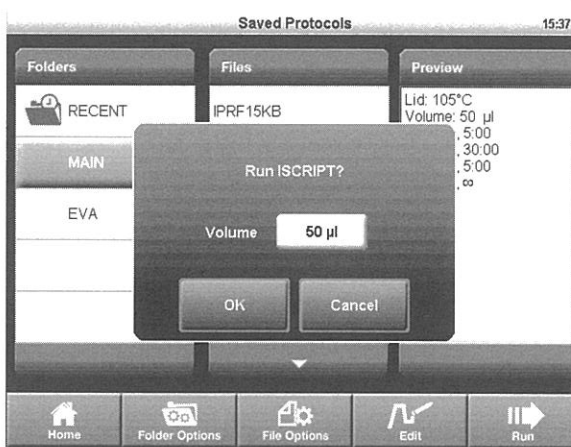 Saved Protocols
15:37
Folders
Files
Preview
RECENT
MAIN
EVA
IPRF15KB
Lid: 105°C
Volume: 50 µl
, 5:00
, 30:00
, 5:00
, ∞
Run ISCRIPT?
Volume
50 µl
OK
Cancel
Home
Folder Options
File Options
Edit
Run